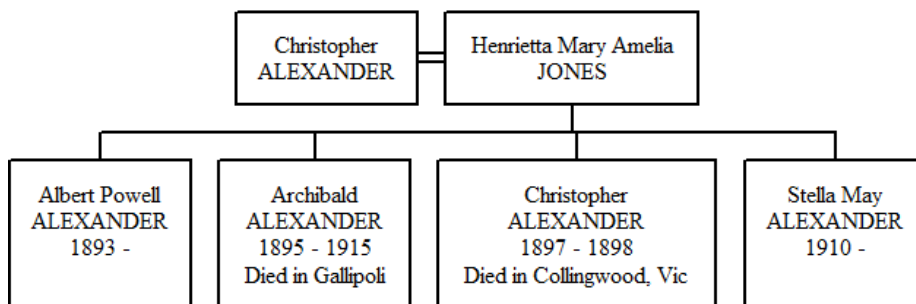 Christopher
ALEXANDER
Henrietta Mary Amelia
JONES
Albert Powell
ALEXANDER
1893 -
Archibald
ALEXANDER
1895 - 1915
Died in Gallipoli
Christopher
ALEXANDER
1897 - 1898
Died in Collingwood, Vic
Stella May
ALEXANDER
1910 -